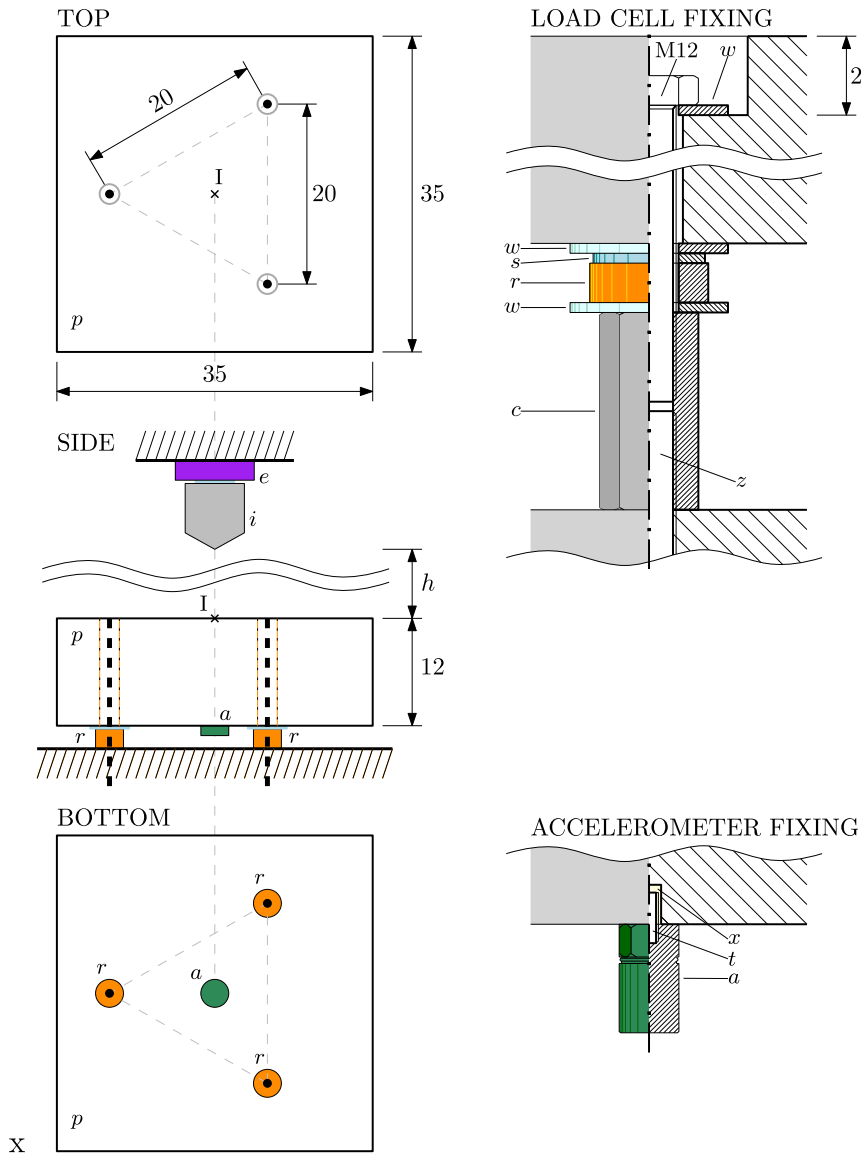 TOP
20
I
20
35
p
35
SIDE
e
i
h
I
p
12
a
r
r
BOTTOM
r
r
a
r
p
x
LOAD CELL FIXING
M12
w
2
w
s
r
w
c
z
ACCELEROMETER FIXING
x
t
a